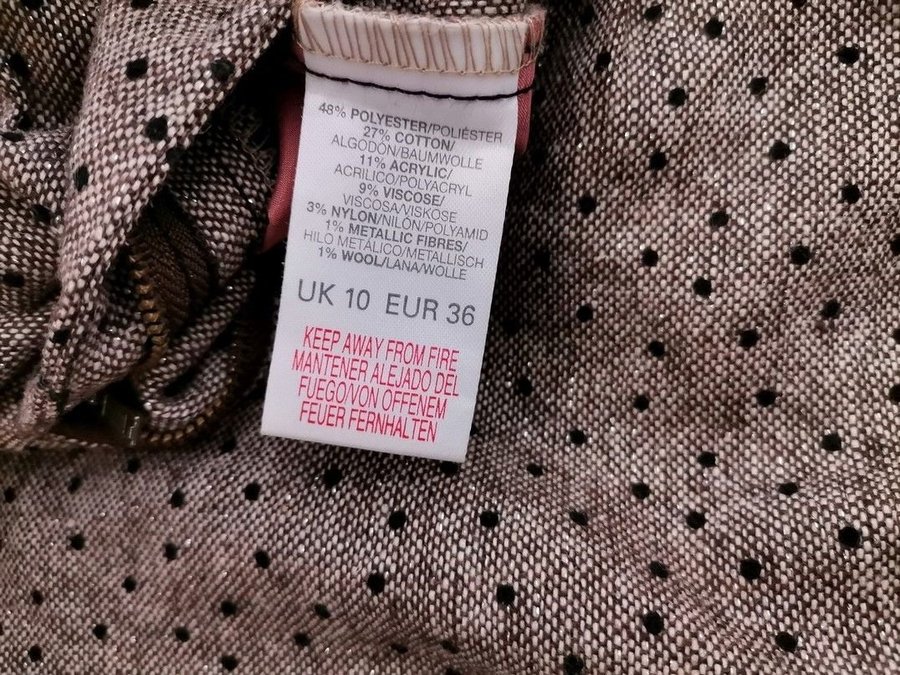 48% POLYESTER/POLIÉSTER
27% COTTON/
ALGODÓN/BAUMWOLLE
11% ACRYLIC/
ACRILICO/POLYACRYL
9% VISCOSE/
VISCOSA/VISKOSE
3% NYLON/NILÓN/POLYAMID
1% METALLIC FIBRES/
HILO METÁLICO/METALLISCH
1% WOOL/LANA/WOLLE
UK 10 EUR 36
KEEP AWAY FROM FIRE
MANTENER ALEJADO DEL
FUEGO/VON OFFENEM
FEUER FERNHALTEN